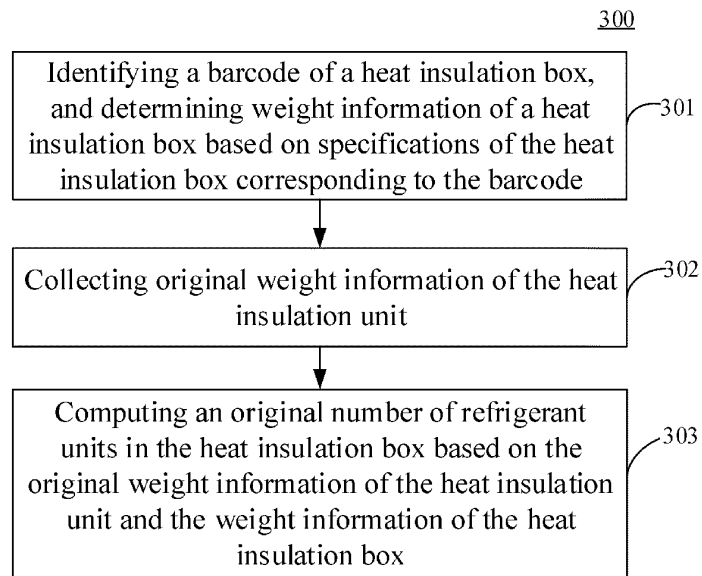 300
Identifying a barcode of a heat insulation box,
and determining weight information of a heat
insulation box based on specifications of the heat
insulation box corresponding to the barcode
301
Collecting original weight information of the heat
insulation unit
302
Computing an original number of refrigerant
units in the heat insulation box based on the
original weight information of the heat insulation
unit and the weight information of the heat
insulation box
303